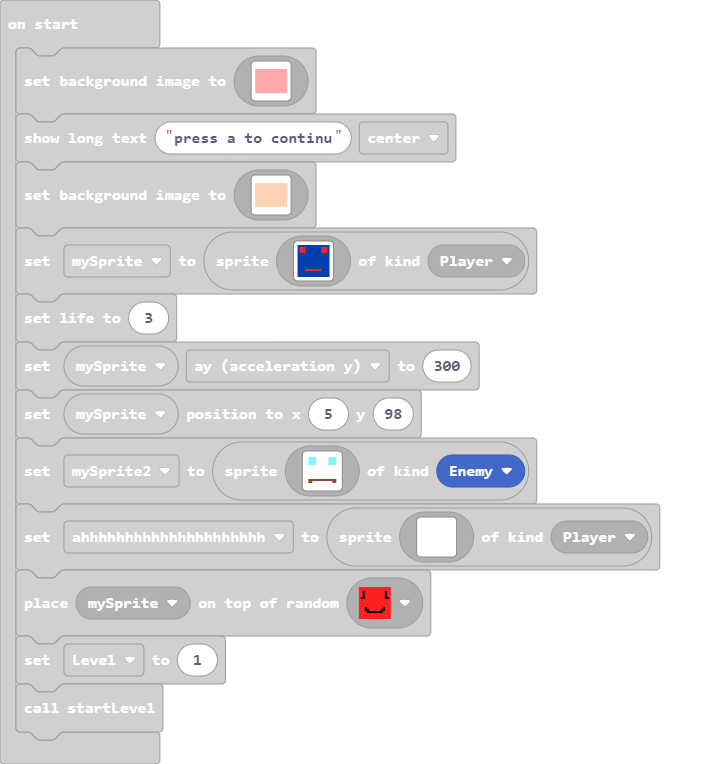 on start
set background image to
show long text "press a to continu" center
set background image to
set mySprite to sprite of kind Player
set life to 3
set mySprite ay (acceleration y) to 300
set mySprite position to x 5 y 98
set mySprite2 to sprite of kind Enemy
set ahhhhhhhhhhhhhhhhhhhhhh to sprite of kind Player
place mySprite on top of random
set Level to 1
call startLevel